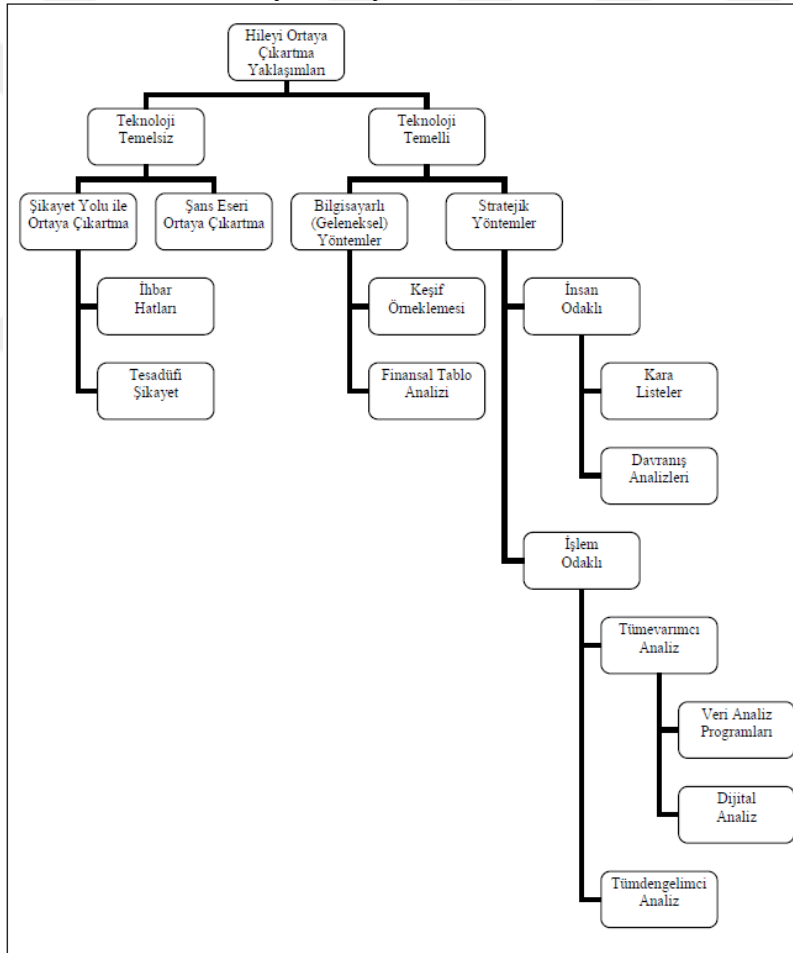 Hileyi Ortaya
Çıkartma
Yaklaşımları
Teknoloji
Temelsiz
Teknoloji
Temelli
Şikayet Yolu ile
Ortaya Çıkartma
Şans Eseri
Ortaya Çıkartma
Bilgisayarlı
(Geleneksel)
Yöntemler
Stratejik
Yöntemler
İhbar
Hatları
Keşif
Örneklemesi
İnsan
Odaklı
Tesadüfi
Şikayet
Finansal Tablo
Analizi
Kara
Listeler
Davranış
Analizleri
İşlem
Odaklı
Tümevarımcı
Analiz
Veri Analiz
Programları
Dijital
Analiz
Tümdengelimci
Analiz